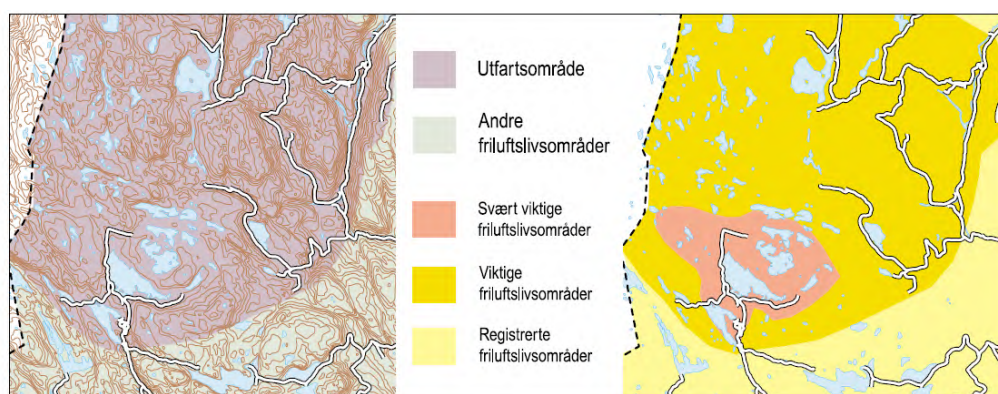 Utfartsområde
Andre
friluftslivsområder
Svært viktige
friluftslivsområder
Viktige
friluftslivsområder
Registrerte
friluftslivsområder